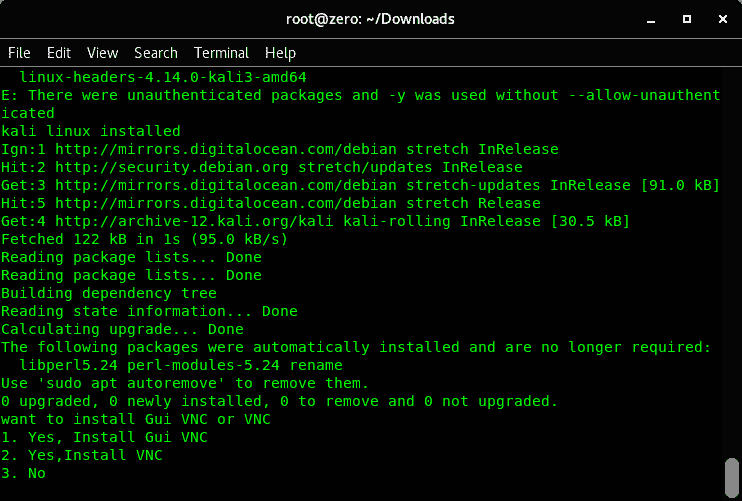 root@zero: ~/Downloads
File Edit View Search Terminal Help
linux-headers-4.14.0-kali3-amd64
E: There were unauthenticated packages and -y was used without --allow-unauthent
icated
kali linux installed
Ign:1 http://mirrors.digitalocean.com/debian stretch InRelease
Hit:2 http://security.debian.org stretch/updates InRelease
Get:3 http://mirrors.digitalocean.com/debian stretch-updates InRelease [91.0 kB]
Hit:5 http://mirrors.digitalocean.com/debian stretch Release
Get:4 http://archive-12.kali.org/kali kali-rolling InRelease [30.5 kB]
Fetched 122 kB in 1s (95.0 kB/s)
Reading package lists... Done
Reading package lists... Done
Building dependency tree
Reading state information... Done
Calculating upgrade... Done
The following packages were automatically installed and are no longer required:
libperl5.24 perl-modules-5.24 rename
Use 'sudo apt autoremove' to remove them.
0 upgraded, 0 newly installed, 0 to remove and 0 not upgraded.
want to install Gui VNC or VNC
1. Yes, Install Gui VNC
2. Yes,Install VNC
3. No